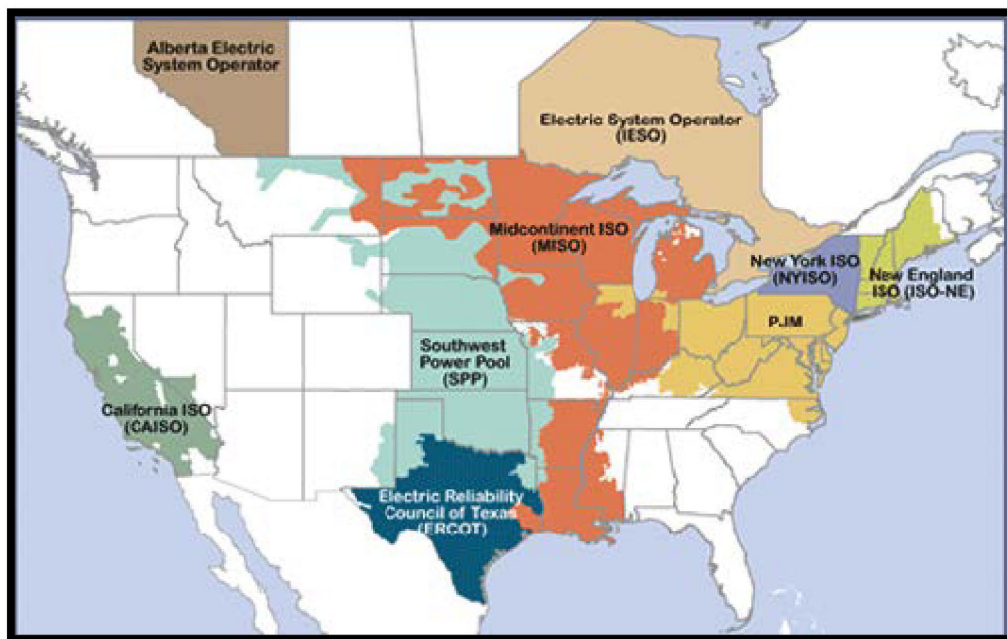 Alberta Electric
System Operator
Electric System Operator
(IESO)
Midcontinent ISO
(MISO)
New York ISO
(NYISO)
New England
ISO (ISO-NE)
PJM
Southwest
Power Pool
(SPP)
California ISO
(CAISO)
Electric Reliability
Council of Texas
(ERCOT)